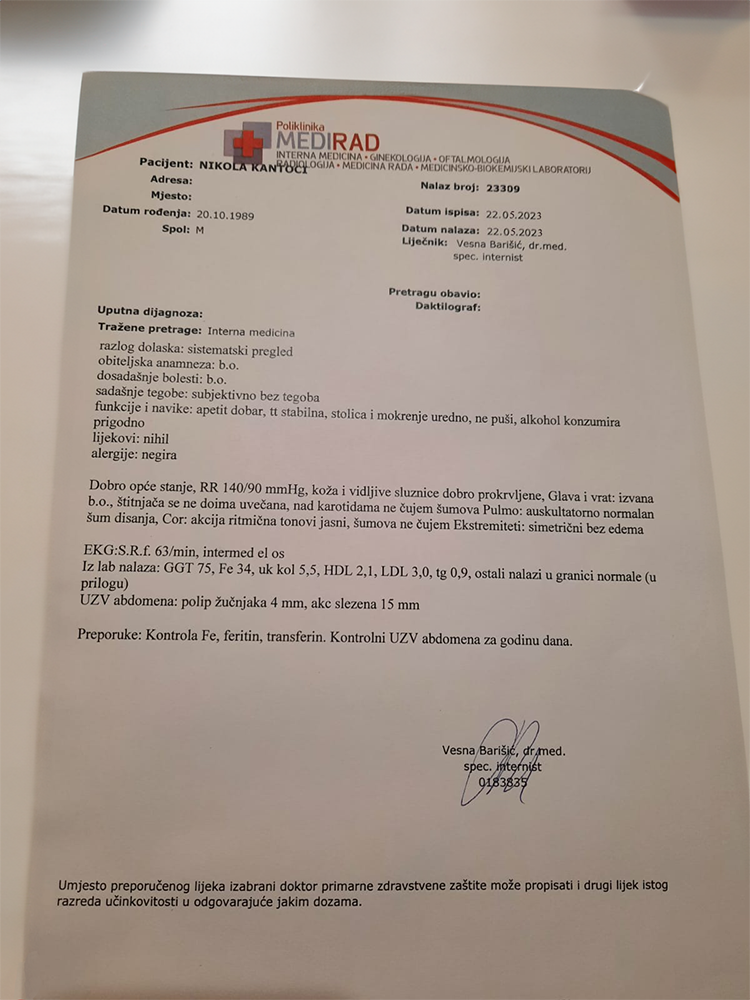 Poliklinika
MEDIRAD
INTERNA MEDICINA • GINEKOLOGIJA • OFTALMOLOGIJA
RADIOLOGIJA • MEDICINA RADA • MEDICINSKO-BIOKEMIJSKI LABORATORIJ
Pacijent: NIKOLA KANTOCI
Adresa:
Mjesto:
Datum rođenja: 20.10.1989
Spol: M
Nalaz broj: 23309
Datum ispisa: 22.05.2023
Datum nalaza: 22.05.2023
Liječnik: Vesna Barišić, dr.med.
spec. internist
Pretragu obavio:
Daktilograf:
Uputna dijagnoza:
Tražene pretrage: Interna medicina
razlog dolaska: sistematski pregled
obiteljska anamneza: b.o.
dosadašnje bolesti: b.o.
sadašnje tegobe: subjektivno bez tegoba
funkcije i navike: apetit dobar, tt stabilna, stolica i mokrenje uredno, ne puši, alkohol konzumira
prigodno
lijekovi: nihil
alergije: negira
Dobro opće stanje, RR 140/90 mmHg, koža i vidljive sluznice dobro prokrvljene, Glava i vrat: izvana
b.o., štitnjača se ne doima uvečana, nad karotidama ne čujem šumova Pulmo: auskultatorno normalan
šum disanja, Cor: akcija ritmična tonovi jasni, šumova ne čujem Ekstremiteti: simetrični bez edema
EKG:S.R.f. 63/min, intermed el os
Iz lab nalaza: GGT 75, Fe 34, uk kol 5,5, HDL 2,1, LDL 3,0, tg 0,9, ostali nalazi u granici normale (u
prilogu)
UZV abdomena: polip žučnjaka 4 mm, akc slezena 15 mm
Preporuke: Kontrola Fe, feritin, transferin. Kontrolni UZV abdomena za godinu dana.
Vesna Barišić, dr.med.
spec. internist
0183835
Umjesto preporučenog lijeka izabrani doktor primarne zdravstvene zaštite može propisati i drugi lijek istog
razreda učinkovitosti u odgovarajuće jakim dozama.